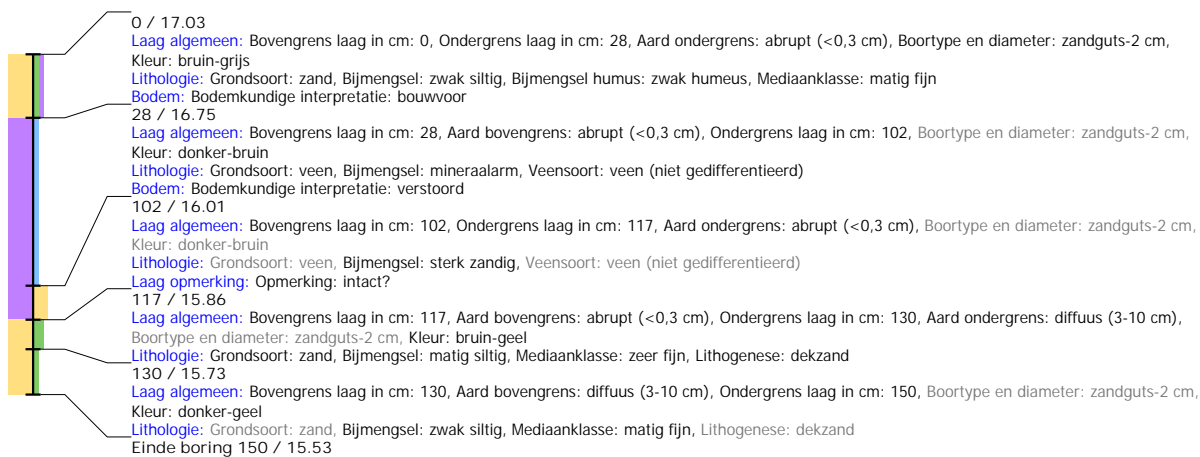 0 / 17.03
Laag algemeen: Bovengrens laag in cm: 0, Ondergrens laag in cm: 28, Aard ondergrens: abrupt (<0,3 cm), Boortype en diameter: zandguts-2 cm,
Kleur: bruin-grijs
Lithologie: Grondsoort: zand, Bijmengsel: zwak siltig, Bijmengsel humus: zwak humeus, Mediaanklasse: matig fijn
Bodem: Bodemkundige interpretatie: bouwvoor
28 / 16.75
Laag algemeen: Bovengrens laag in cm: 28, Aard bovengrens: abrupt (<0,3 cm), Ondergrens laag in cm: 102, Boortype en diameter: zandguts-2 cm,
Kleur: donker-bruin
Lithologie: Grondsoort: veen, Bijmengsel: mineraalarm, Veensoort: veen (niet gedifferentieerd)
Bodem: Bodemkundige interpretatie: verstoord
102 / 16.01
Laag algemeen: Bovengrens laag in cm: 102, Ondergrens laag in cm: 117, Aard ondergrens: abrupt (<0,3 cm), Boortype en diameter: zandguts-2 cm,
Kleur: donker-bruin
Lithologie: Grondsoort: veen, Bijmengsel: sterk zandig, Veensoort: veen (niet gedifferentieerd)
Laag opmerking: Opmerking: intact?
117 / 15.86
Laag algemeen: Bovengrens laag in cm: 117, Aard bovengrens: abrupt (<0,3 cm), Ondergrens laag in cm: 130, Aard ondergrens: diffuus (3-10 cm),
Boortype en diameter: zandguts-2 cm, Kleur: bruin-geel
Lithologie: Grondsoort: zand, Bijmengsel: matig siltig, Mediaanklasse: zeer fijn, Lithogenese: dekzand
130 / 15.73
Laag algemeen: Bovengrens laag in cm: 130, Aard bovengrens: diffuus (3-10 cm), Ondergrens laag in cm: 150, Boortype en diameter: zandguts-2 cm,
Kleur: donker-geel
Lithologie: Grondsoort: zand, Bijmengsel: zwak siltig, Mediaanklasse: matig fijn, Lithogenese: dekzand
Einde boring 150 / 15.53